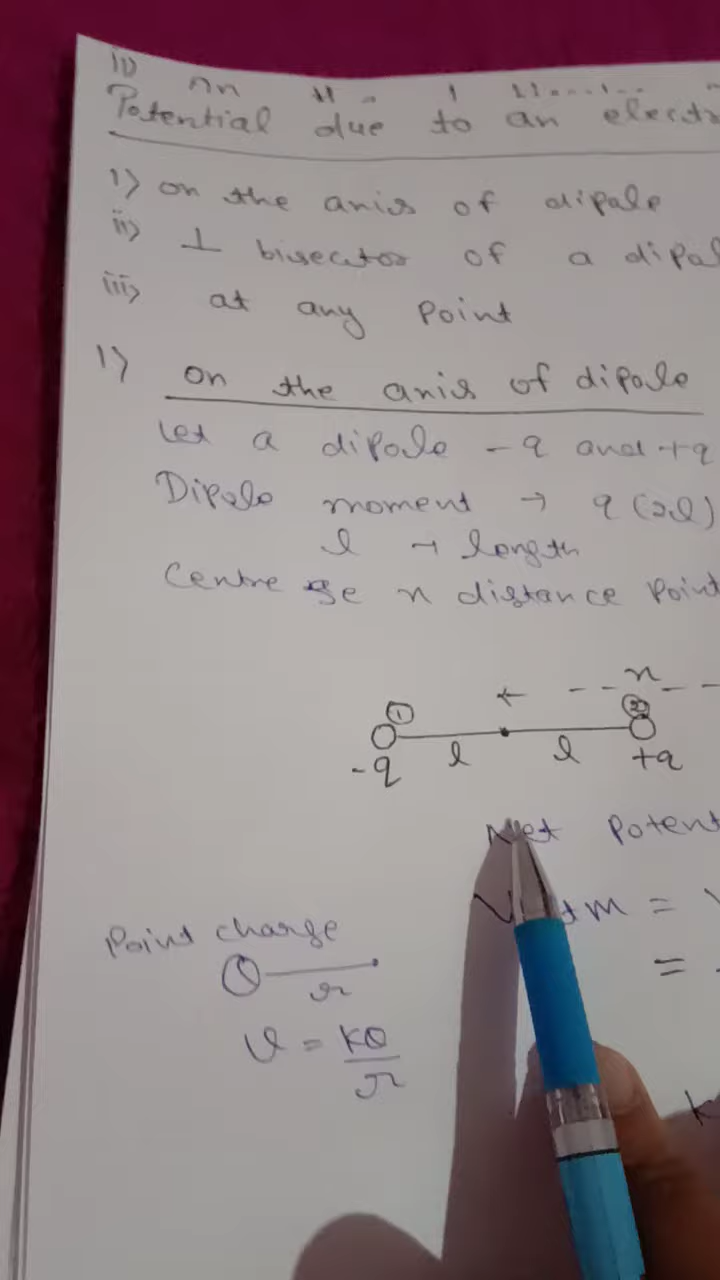 Potential due to an electr
i) on the axis of dipole
ii) ⊥ bisector of a dipol
iii) at any point
1) on the axis of dipole
Let a dipole -q and +q
Dipole moment → q(2l)
l → length
Centre se x distance point
x
① ②
-q l l +q
Net Potent
Point charge
r
V = KQ/r